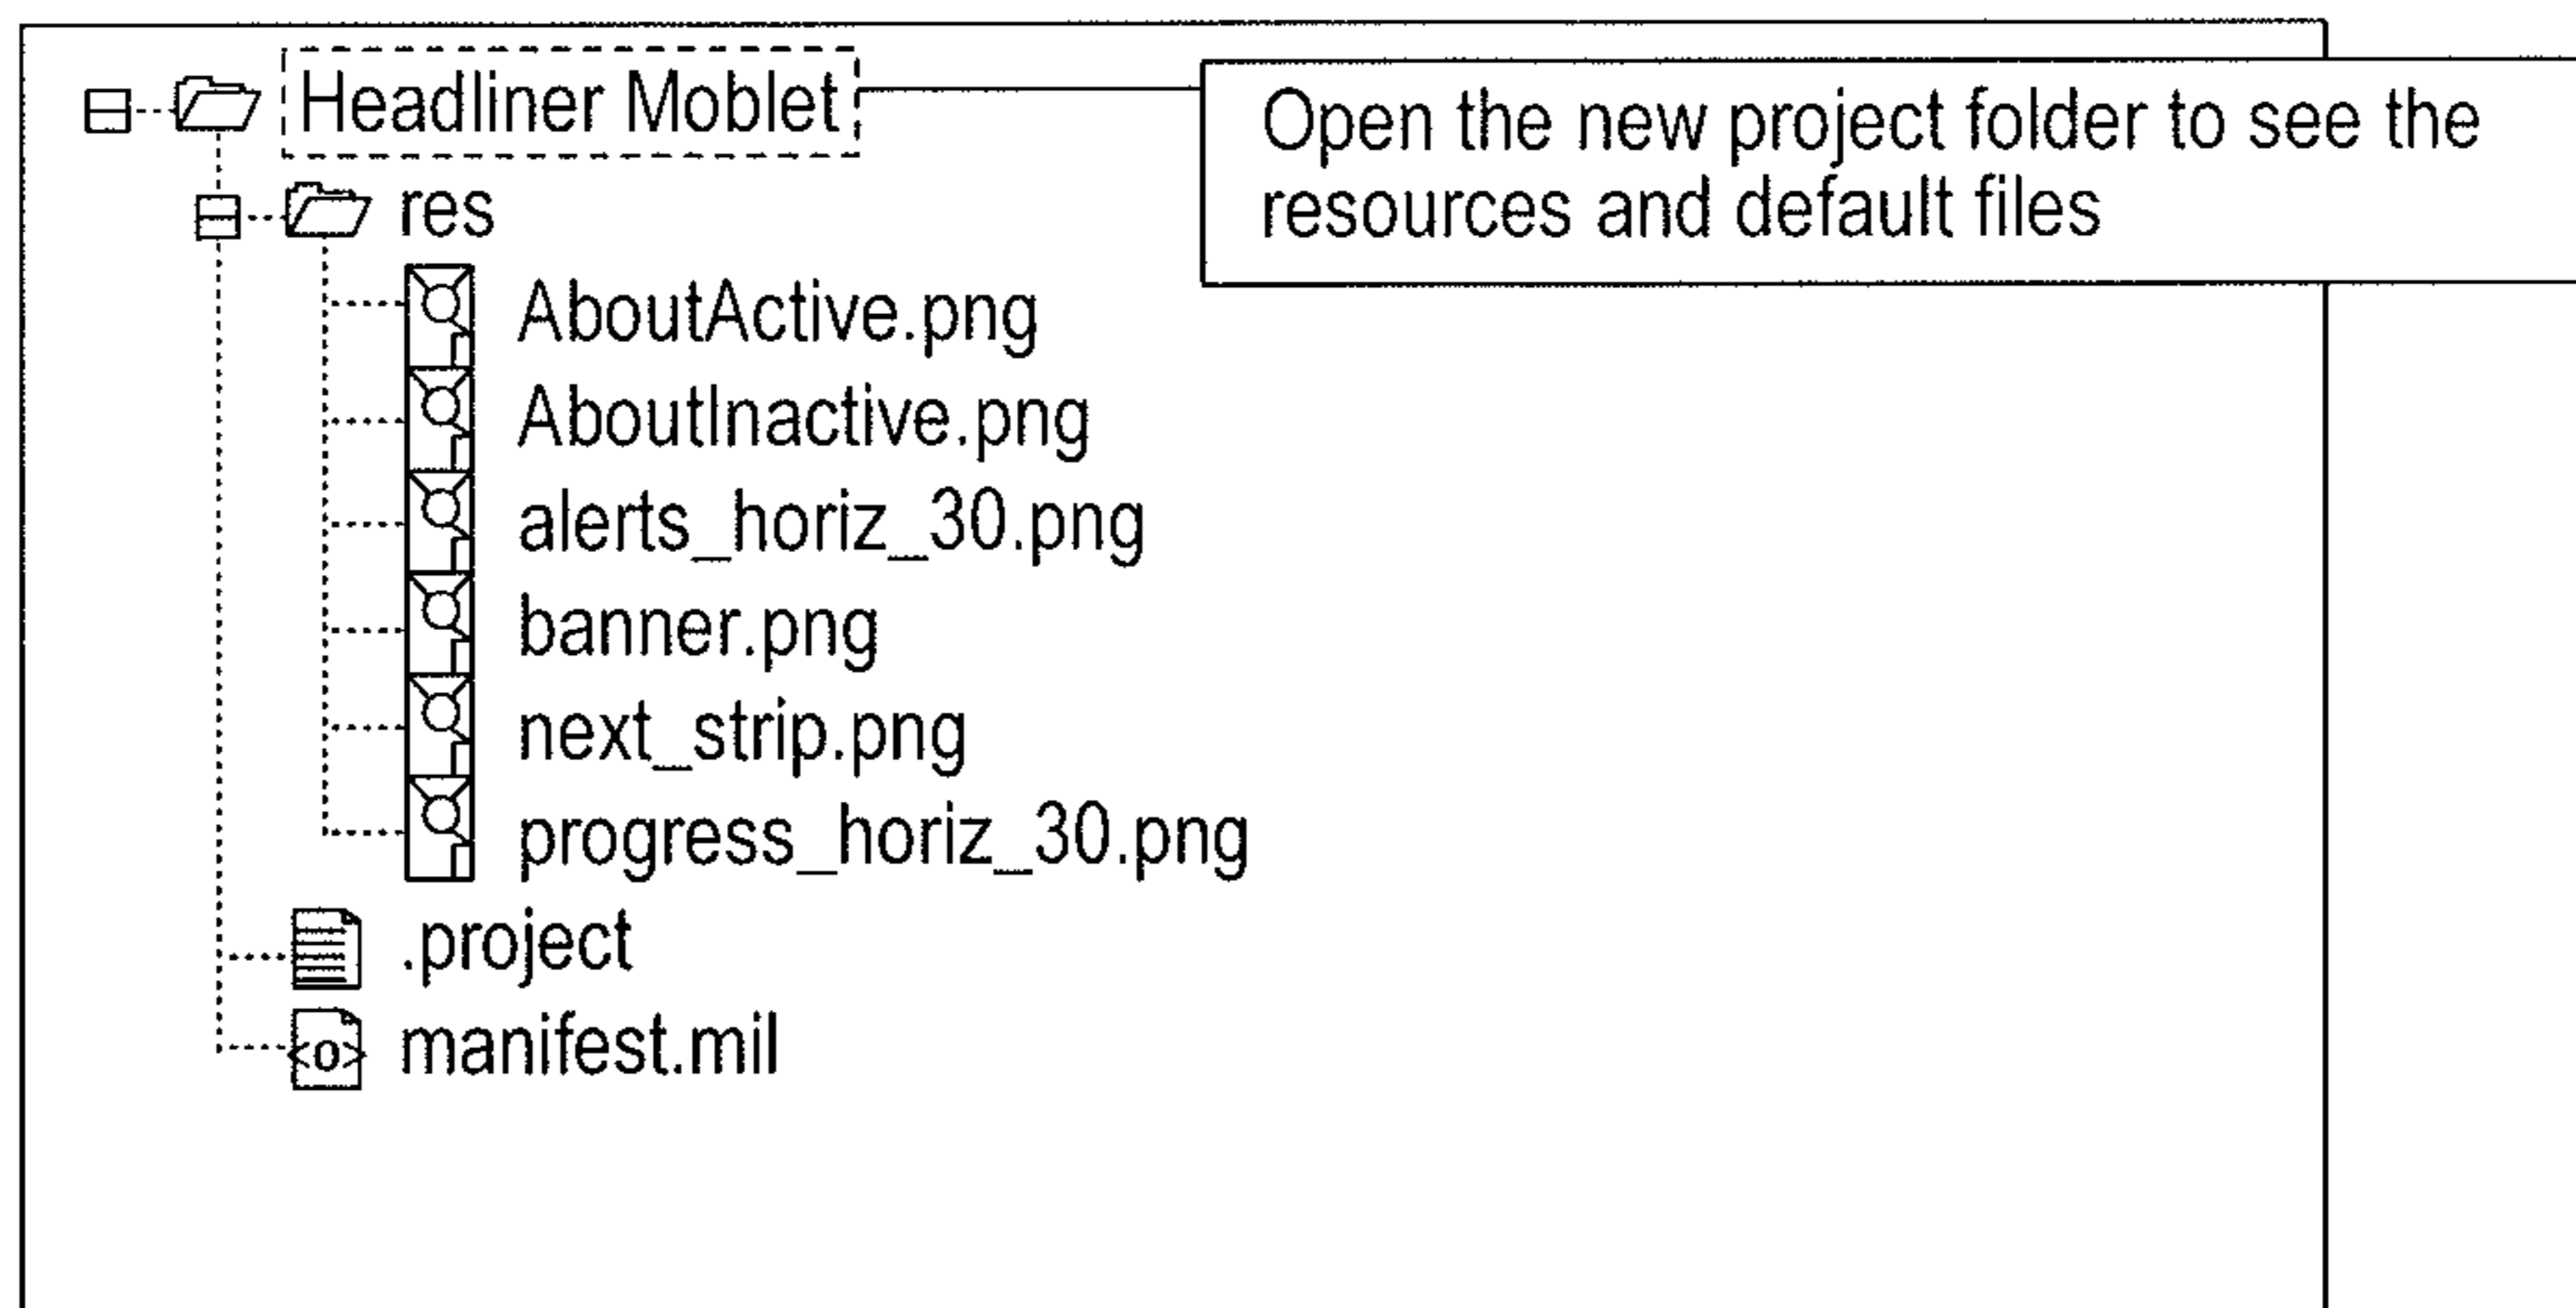 Headliner Moblet
Open the new project folder to see the
resources and default files
res
AboutActive.png
AboutInactive.png
alerts_horiz_30.png
banner.png
next_strip.png
progress_horiz_30.png
.project
<o> manifest.mil